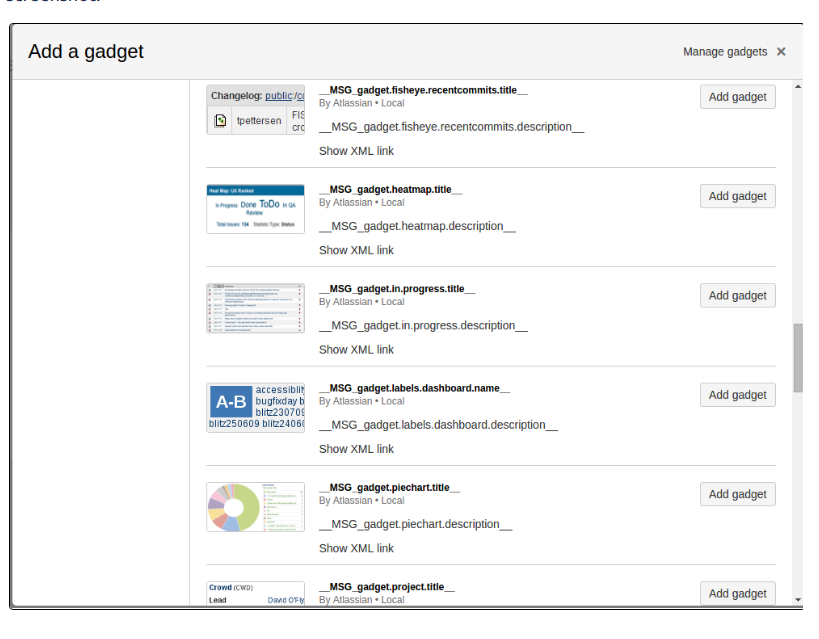 Add a gadget
Manage gadgets ×
Changelog: public:/co
tpettersen
FIS
cro
__MSG_gadget.fisheye.recentcommits.title__
By Atlassian • Local
__MSG_gadget.fisheye.recentcommits.description__
Show XML link
Add gadget
Heat Map: UX Ranked
In Progress Done ToDo In QA
Review
Total Issues: 134 Statistic Type: Status
__MSG_gadget.heatmap.title__
By Atlassian • Local
__MSG_gadget.heatmap.description__
Show XML link
Add gadget
__MSG_gadget.in.progress.title__
By Atlassian • Local
__MSG_gadget.in.progress.description__
Show XML link
Add gadget
A-B
accessiblit
bugfixday b
blitz230709
blitz250609 blitz24060
__MSG_gadget.labels.dashboard.name__
By Atlassian • Local
__MSG_gadget.labels.dashboard.description__
Show XML link
Add gadget
__MSG_gadget.piechart.title__
By Atlassian • Local
__MSG_gadget.piechart.description__
Show XML link
Add gadget
Crowd (CWD)
Lead David O'Fly
__MSG_gadget.project.title__
By Atlassian • Local
Add gadget